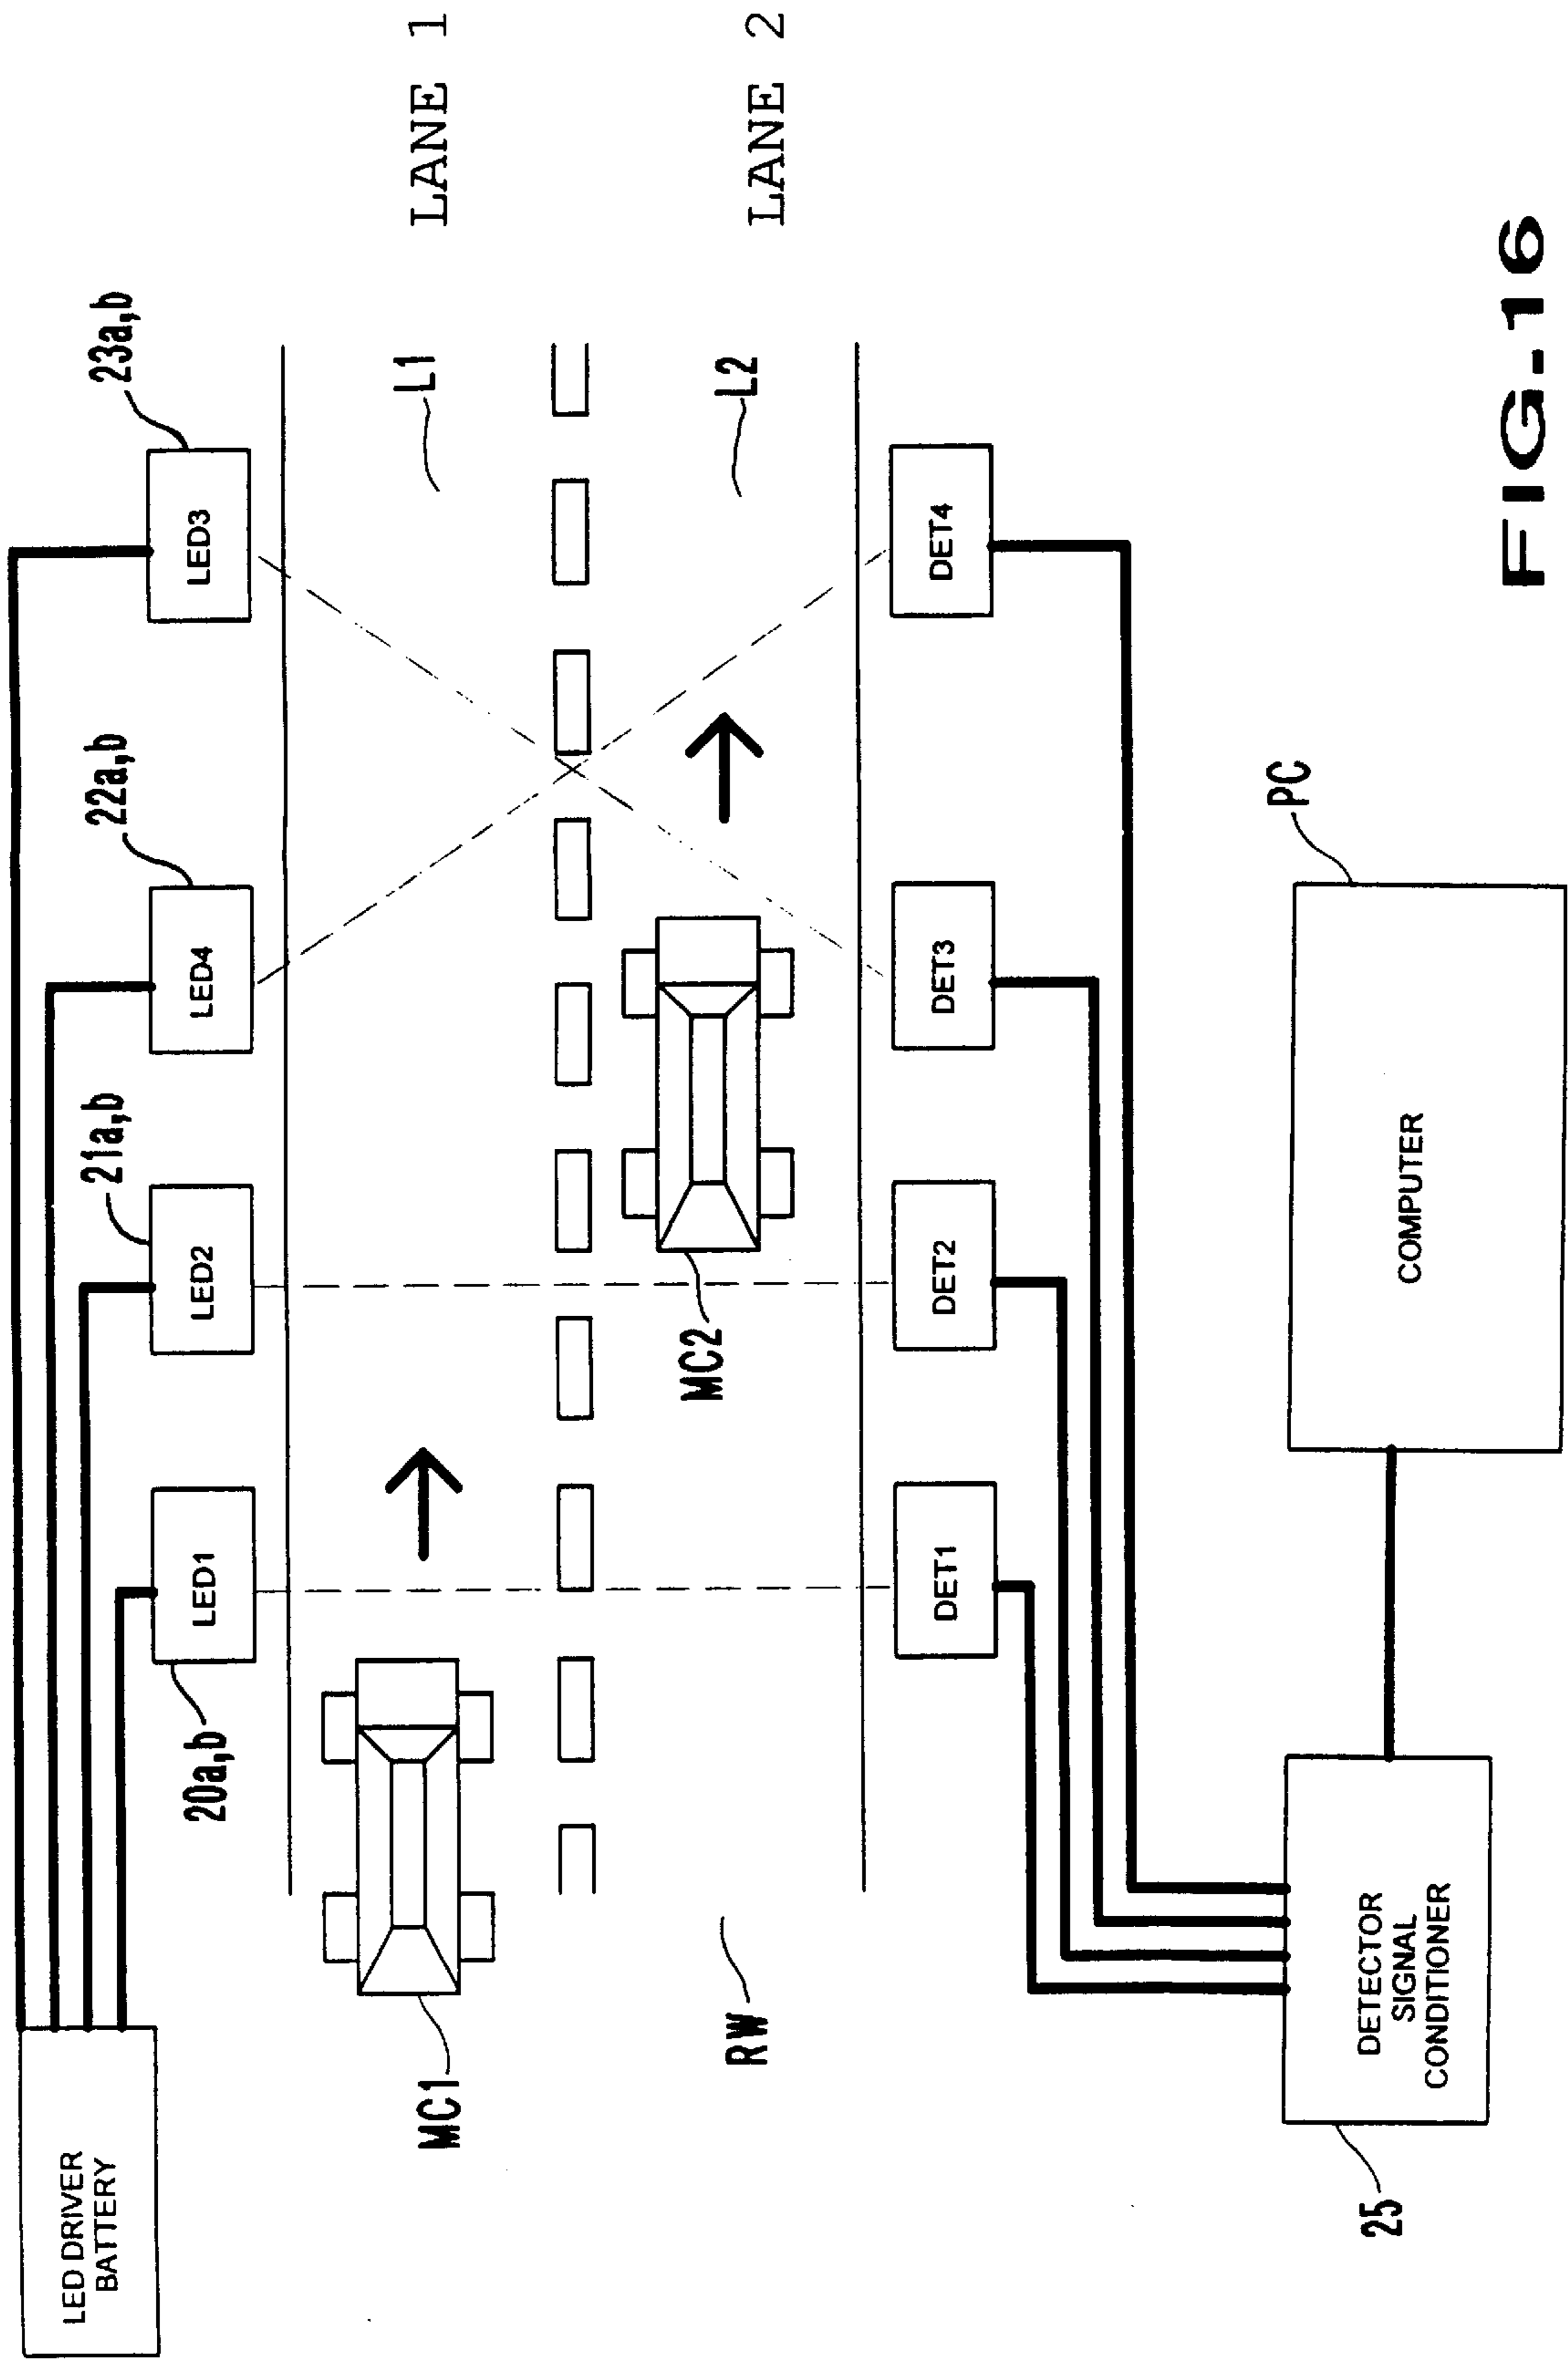 LED DRIVER
BATTERY
20a,b
21a,b
22a,b
23a,b
LED1
LED2
LED4
LED3
MC1
L1
LANE 1
MC2
RW
L2
LANE 2
DET1
DET2
DET3
DET4
25
DETECTOR
SIGNAL
CONDITIONER
COMPUTER
PC
FIG-16